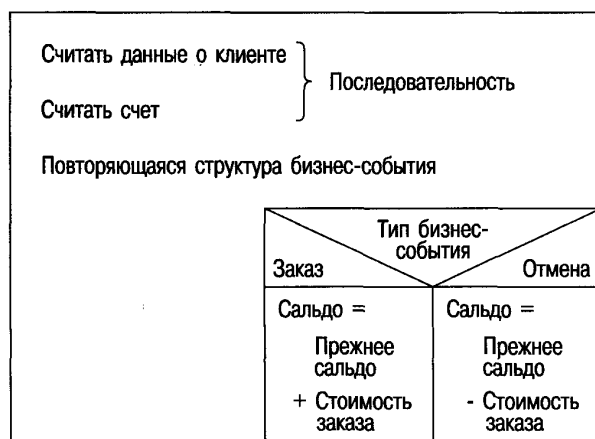 Считать данные о клиенте
Последовательность
Считать счет
Повторяющаяся структура бизнес-события
Тип бизнес-
события
Заказ
Отмена
Сальдо =
Прежнее
сальдо
+ Стоимость
заказа
Сальдо =
Прежнее
сальдо
- Стоимость
заказа